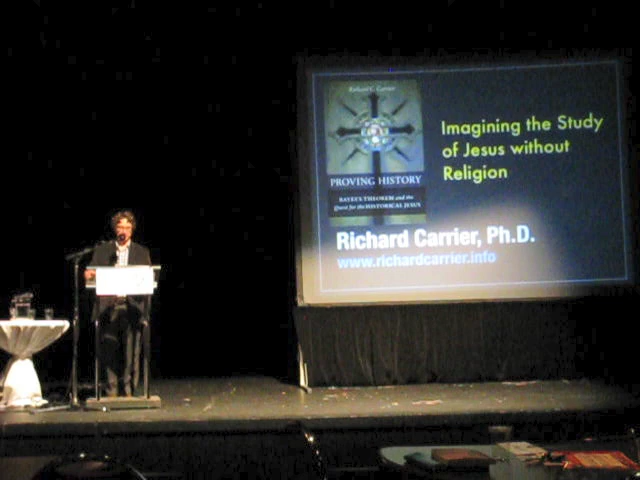 Richard C. Carrier
PROVING HISTORY
BAYES'S THEOREM and the
Quest for the HISTORICAL JESUS
Imagining the Study
of Jesus without
Religion
Richard Carrier, Ph.D.
www.richardcarrier.info